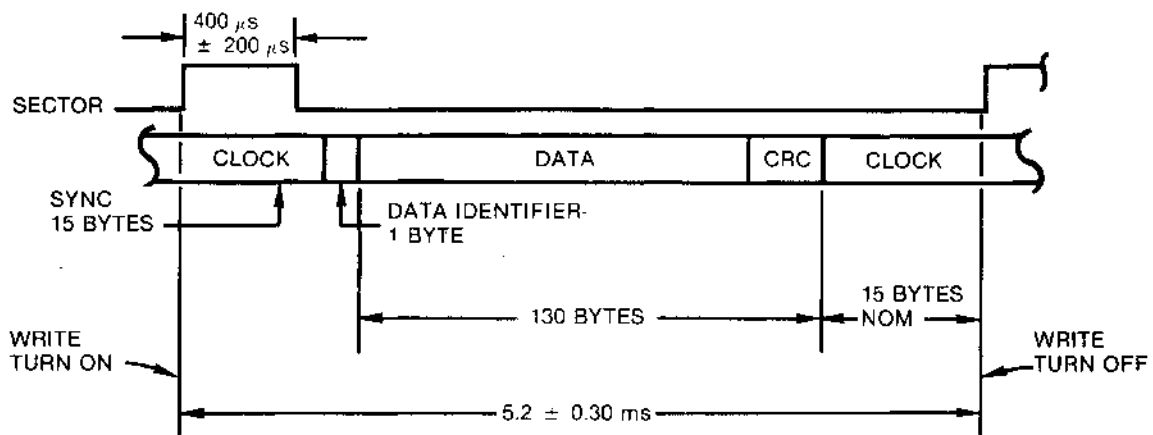 400 μs
± 200 μs
SECTOR
CLOCK
DATA
CRC
CLOCK
SYNC
15 BYTES
DATA IDENTIFIER-
1 BYTE
130 BYTES
15 BYTES
NOM
WRITE
TURN ON
WRITE
TURN OFF
5.2 ± 0.30 ms